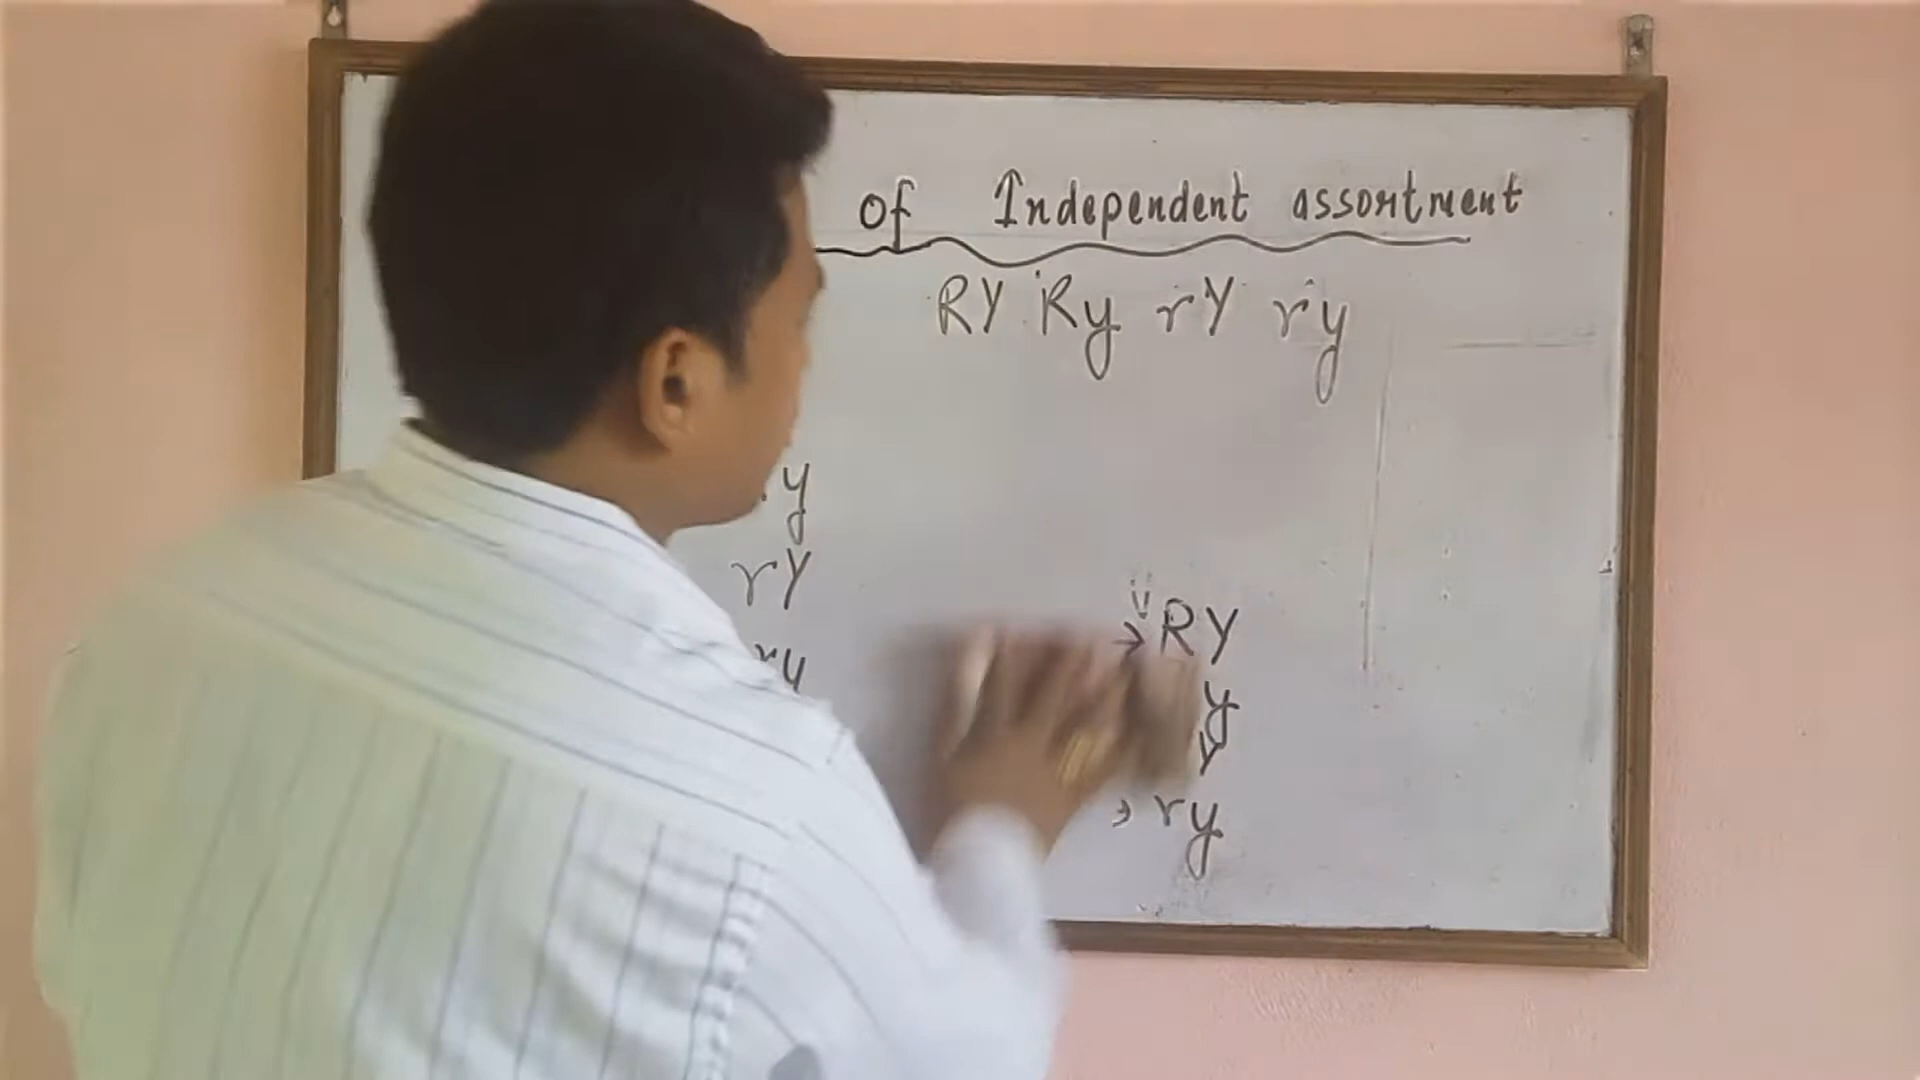 of Independent assortment
RY Ry rY ry
y
rY
ry
RY
y
Y
ry